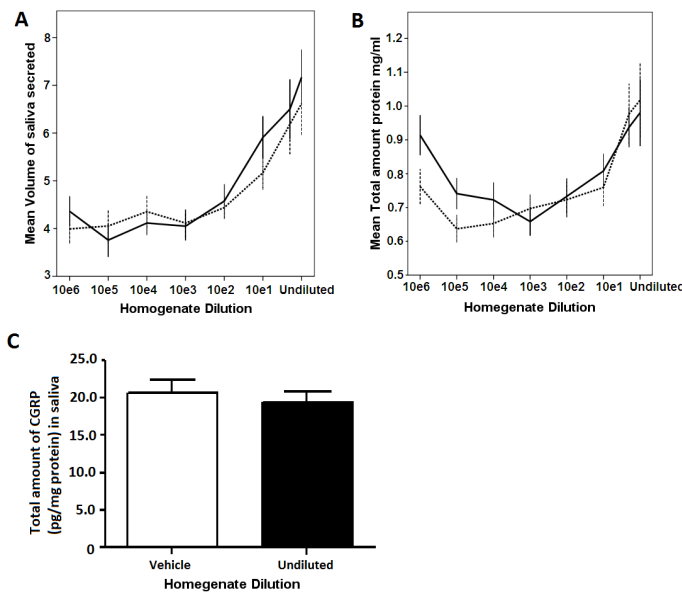 A
Mean Volume of saliva secreted
8
7
6
5
4
3
10e6 10e5 10e4 10e3 10e2 10e1 Undiluted
Homogenate Dilution
B
Mean Total amount protein mg/ml
1.2
1.1
1.0
0.9
0.8
0.7
0.6
0.5
10e6 10e5 10e4 10e3 10e2 10e1 Undiluted
Homegenate Dilution
C
Total amount of CGRP
(pg/mg protein) in saliva
25.0
20.0
15.0
10.0
5.0
0
Vehicle Undiluted
Homegenate Dilution